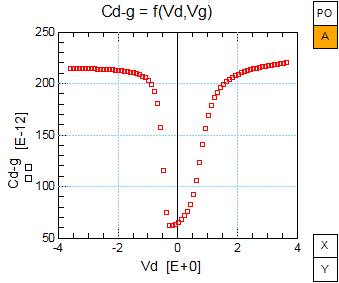 Cd-g = f(Vd,Vg)
PO
A
250
200
150
100
50
Cd-g [E-12]
-4 -2 0 2 4
Vd [E+0]
X
Y